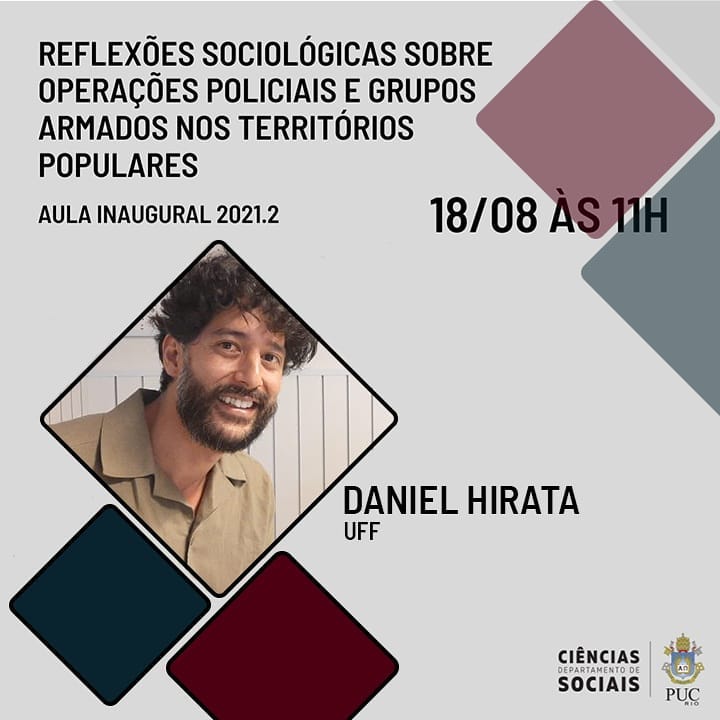 REFLEXÕES SOCIOLÓGICAS SOBRE
OPERAÇÕES POLICIAIS E GRUPOS
ARMADOS NOS TERRITÓRIOS
POPULARES
AULA INAUGURAL 2021.2
18/08 ÀS 11H
DANIEL HIRATA
UFF
CIÊNCIAS
DEPARTAMENTO DE
SOCIAIS
PUC
RIO